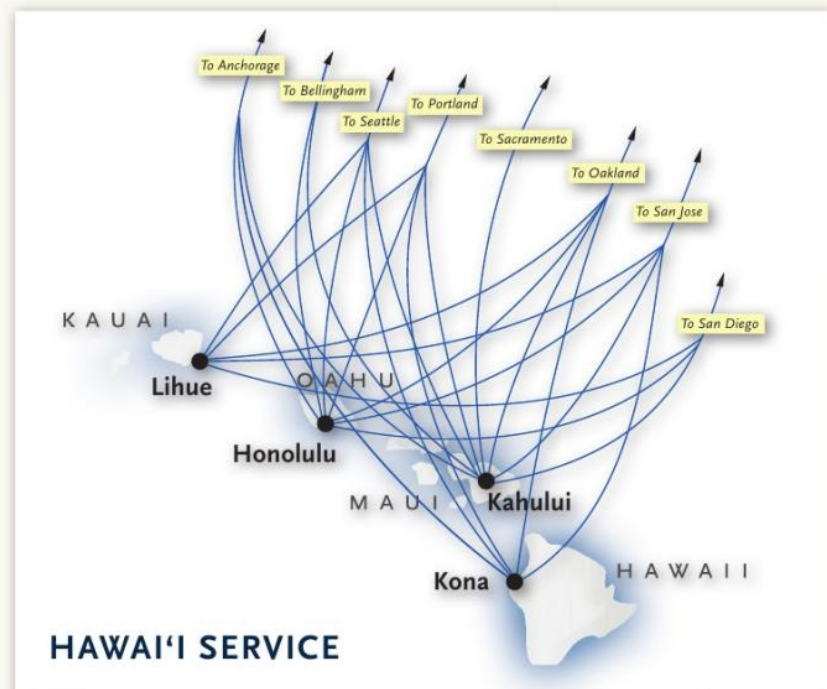 To Anchorage
To Bellingham
To Seattle
To Portland
To Sacramento
To Oakland
To San Jose
To San Diego
KAUAI
Lihue
OAHU
Honolulu
MAUI
Kahului
Kona
HAWAII
HAWAI‘I SERVICE